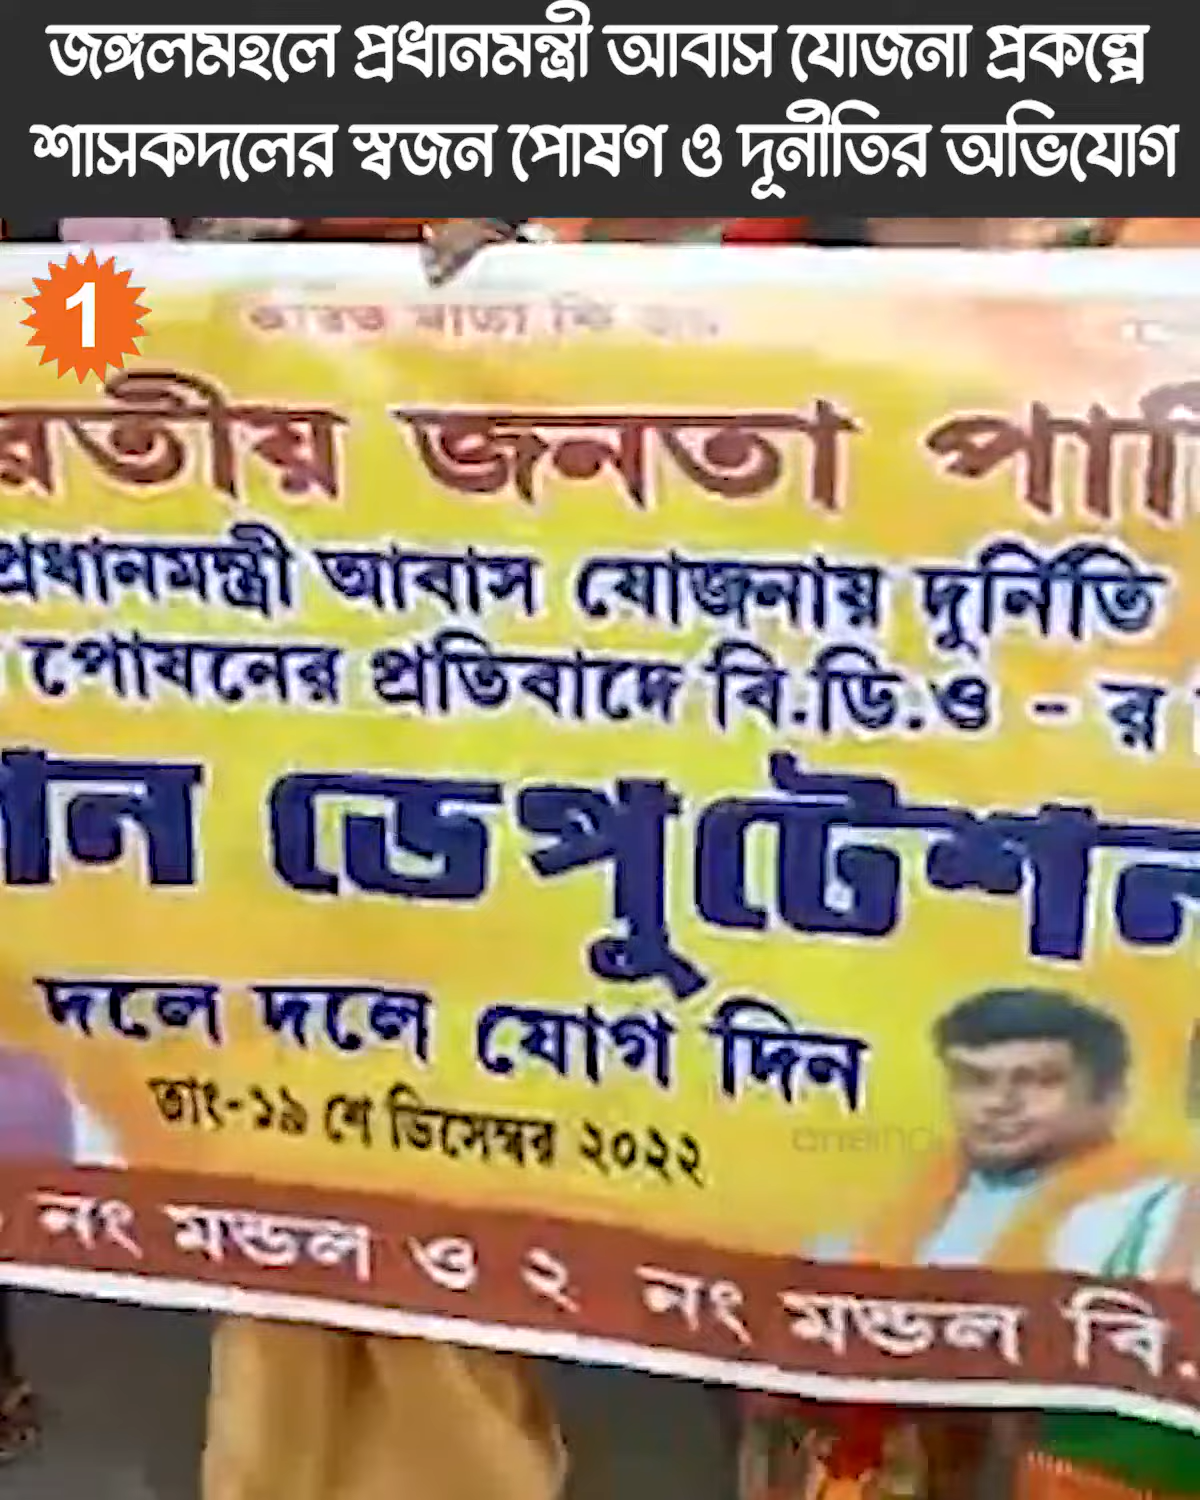 জঙ্গলমহলে প্রধানমন্ত্রী আবাস যোজনা প্রকল্পে
শাসকদলের স্বজন পোষণ ও দূর্নীতির অভিযোগ
1
রতীয় জনতা পার্টি
প্রধানমন্ত্রী আবাস যোজনায় দুর্নিতি
পোষনের প্রতিবাদে বি.ডি.ও - র
ান ডেপুটেশন
দলে দলে যোগ দিন
তাং-১৯ শে ডিসেম্বর ২০২২
নং মন্ডল ও ২ নং মন্ডল বি.